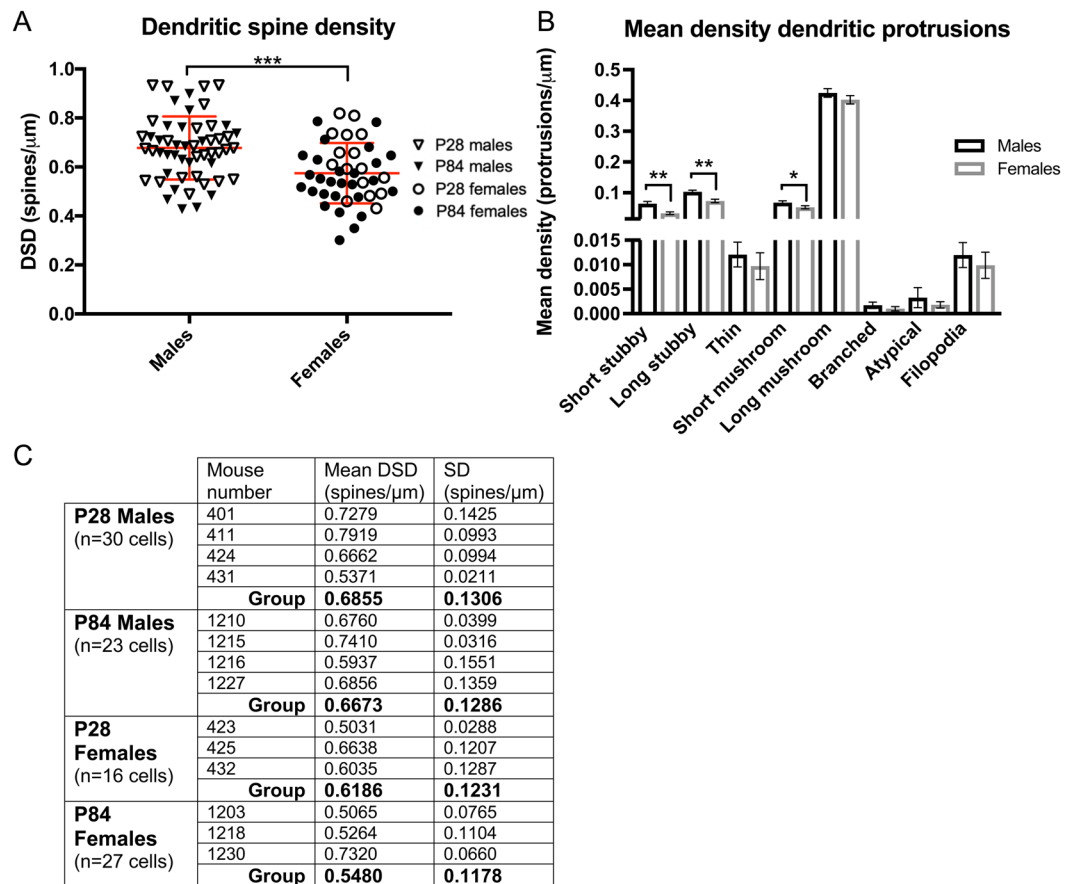 A
Dendritic spine density
***
1.0
0.8
0.6
0.4
0.2
0.0
DSD (spines/μm)
Males
Females
P28 males
P84 males
P28 females
P84 females
B
Mean density dendritic protrusions
0.5
0.4
0.3
0.2
0.1
0.015
0.010
0.005
0.000
Mean density (protrusions/μm)
**
**
*
Males
Females
Short stubby
Long stubby
Thin
Short mushroom
Long mushroom
Branched
Atypical
Filopodia
C
Mouse number Mean DSD (spines/μm) SD (spines/μm)
P28 Males (n=30 cells)
401 0.7279 0.1425
411 0.7919 0.0993
424 0.6662 0.0994
431 0.5371 0.0211
Group 0.6855 0.1306
P84 Males (n=23 cells)
1210 0.6760 0.0399
1215 0.7410 0.0316
1216 0.5937 0.1551
1227 0.6856 0.1359
Group 0.6673 0.1286
P28 Females (n=16 cells)
423 0.5031 0.0288
425 0.6638 0.1207
432 0.6035 0.1287
Group 0.6186 0.1231
P84 Females (n=27 cells)
1203 0.5065 0.0765
1218 0.5264 0.1104
1230 0.7320 0.0660
Group 0.5480 0.1178